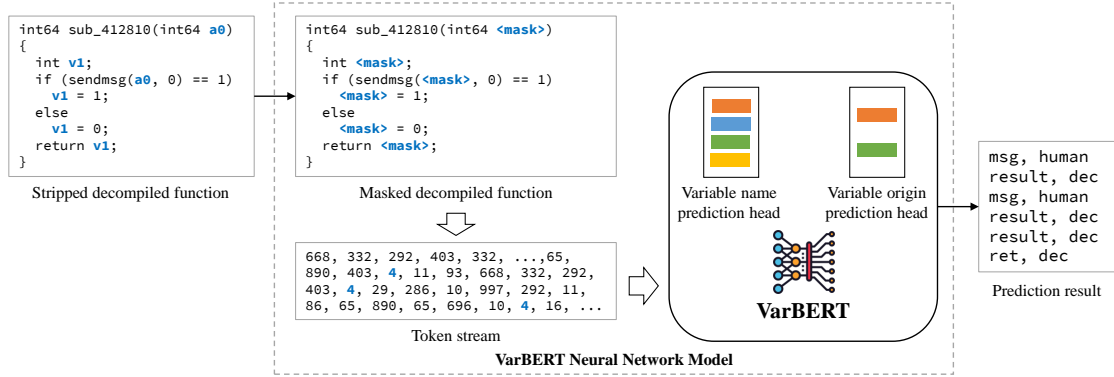 int64 sub_412810(int64 a0)
{
int v1;
if (sendmsg(a0, 0) == 1)
v1 = 1;
else
v1 = 0;
return v1;
}
Stripped decompiled function
int64 sub_412810(int64 <mask>)
{
int <mask>;
if (sendmsg(<mask>, 0) == 1)
<mask> = 1;
else
<mask> = 0;
return <mask>;
}
Masked decompiled function
668, 332, 292, 403, 332, ...,65,
890, 403, 4, 11, 93, 668, 332, 292,
403, 4, 29, 286, 10, 997, 292, 11,
86, 65, 890, 65, 696, 10, 4, 16, ...
Token stream
Variable name
prediction head
Variable origin
prediction head
VarBERT
VarBERT Neural Network Model
msg, human
result, dec
msg, human
result, dec
result, dec
ret, dec
Prediction result